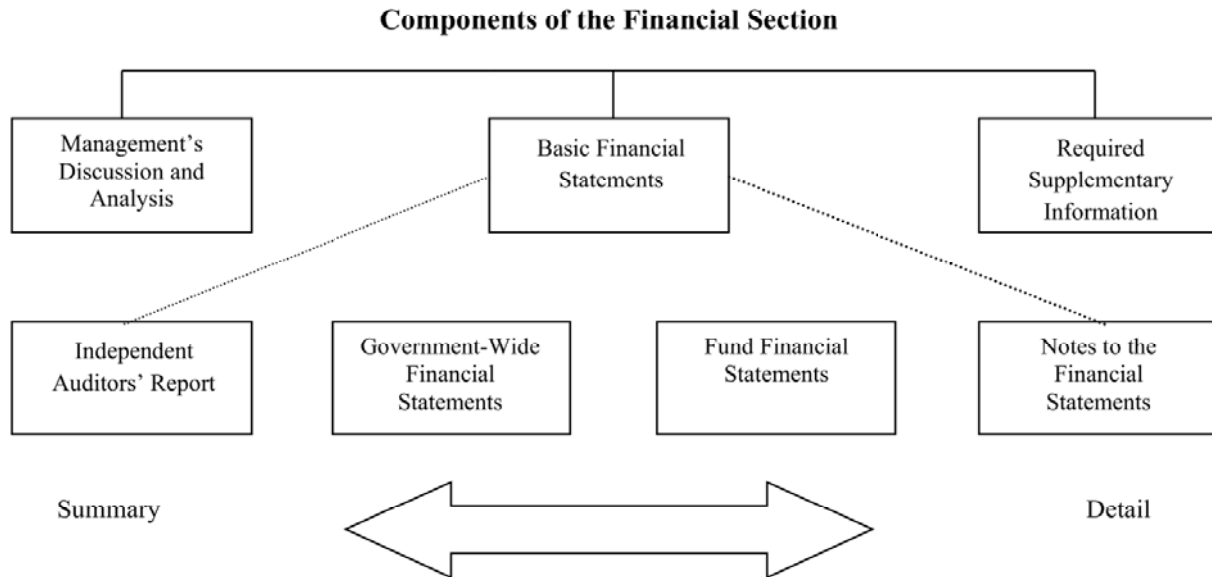 Components of the Financial Section
Management’s
Discussion and
Analysis
Basic Financial
Statements
Required
Supplementary
Information
Independent
Auditors’ Report
Government-Wide
Financial
Statements
Fund Financial
Statements
Notes to the
Financial
Statements
Summary
Detail